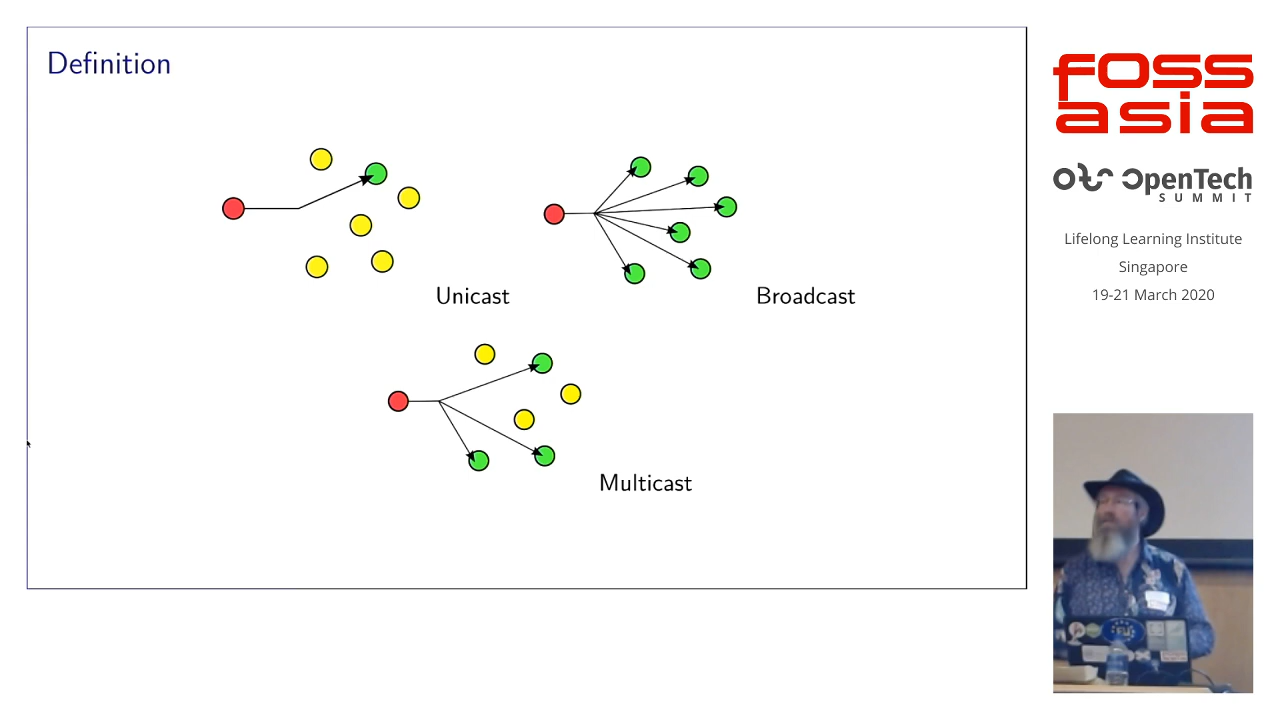 Definition
Unicast
Broadcast
Multicast
FOSS
asia
OpenTech
SUMMIT
Lifelong Learning Institute
Singapore
19-21 March 2020